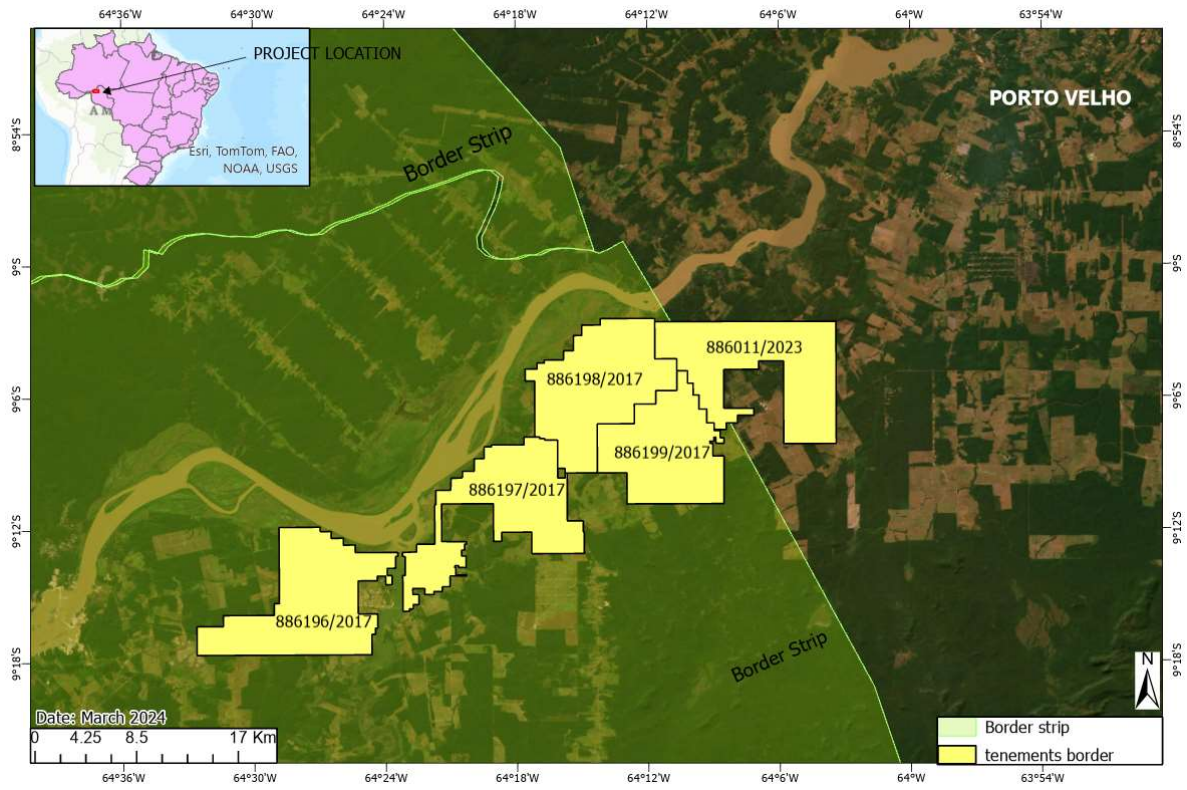 64°36'W 64°30'W 64°24'W 64°18'W 64°12'W 64°6'W 64°W 63°54'W
PROJECT LOCATION
Esri, TomTom, FAO,
NOAA, USGS
PORTO VELHO
8°54'S 8°54'S
Border Strip
9°S 9°S
886011/2023
886198/2017
9°6'S 9°6'S
886199/2017
886197/2017
9°12'S 9°12'S
886196/2017
Border Strip
9°18'S 9°18'S
N
Date: March 2024
0 4.25 8.5 17 Km
Border strip
tenements border
64°36'W 64°30'W 64°24'W 64°18'W 64°12'W 64°6'W 64°W 63°54'W